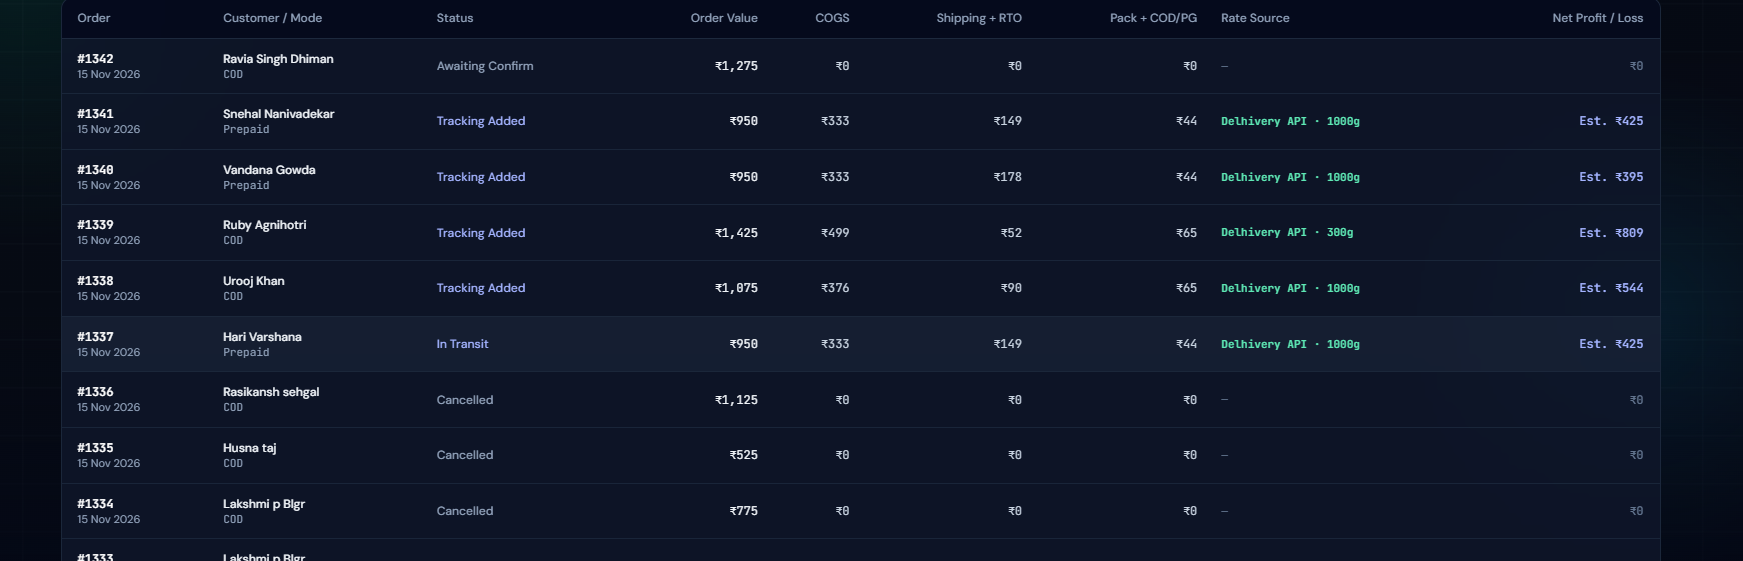 Order Customer / Mode Status Order Value COGS Shipping + RTO Pack + COD/PG Rate Source Net Profit / Loss
#1342 Ravia Singh Dhiman Awaiting Confirm ₹1,275 ₹0 ₹0 ₹0 – ₹0
15 Nov 2026 COD
#1341 Snehal Nanivadekar Tracking Added ₹950 ₹333 ₹149 ₹44 Delhivery API · 1000g Est. ₹425
15 Nov 2026 Prepaid
#1340 Vandana Gowda Tracking Added ₹950 ₹333 ₹178 ₹44 Delhivery API · 1000g Est. ₹395
15 Nov 2026 Prepaid
#1339 Ruby Agnihotri Tracking Added ₹1,425 ₹499 ₹52 ₹65 Delhivery API · 300g Est. ₹809
15 Nov 2026 COD
#1338 Urooj Khan Tracking Added ₹1,075 ₹376 ₹90 ₹65 Delhivery API · 1000g Est. ₹544
15 Nov 2026 COD
#1337 Hari Varshana In Transit ₹950 ₹333 ₹149 ₹44 Delhivery API · 1000g Est. ₹425
15 Nov 2026 Prepaid
#1336 Rasikansh sehgal Cancelled ₹1,125 ₹0 ₹0 ₹0 – ₹0
15 Nov 2026 COD
#1335 Husna taj Cancelled ₹525 ₹0 ₹0 ₹0 – ₹0
15 Nov 2026 COD
#1334 Lakshmi p Blgr Cancelled ₹775 ₹0 ₹0 ₹0 – ₹0
15 Nov 2026 COD
#1333 Lakshmi p Blgr